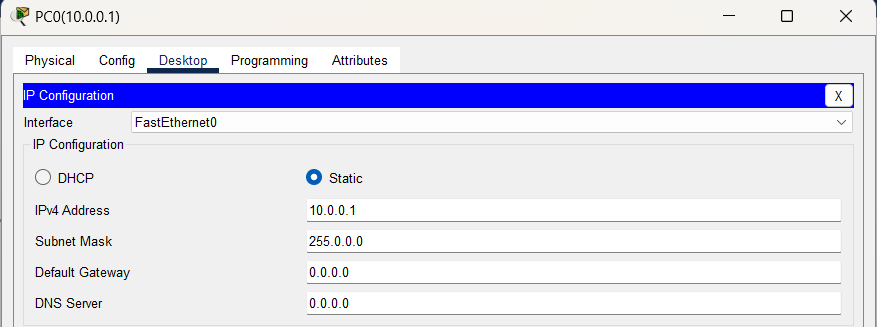 PC0(10.0.0.1)
Physical Config Desktop Programming Attributes
IP Configuration X
Interface FastEthernet0
IP Configuration
DHCP Static
IPv4 Address 10.0.0.1
Subnet Mask 255.0.0.0
Default Gateway 0.0.0.0
DNS Server 0.0.0.0